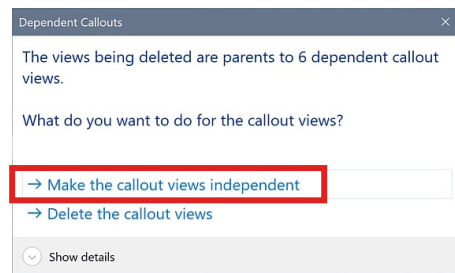 Dependent Callouts
The views being deleted are parents to 6 dependent callout
views.
What do you want to do for the callout views?
→ Make the callout views independent
→ Delete the callout views
Show details